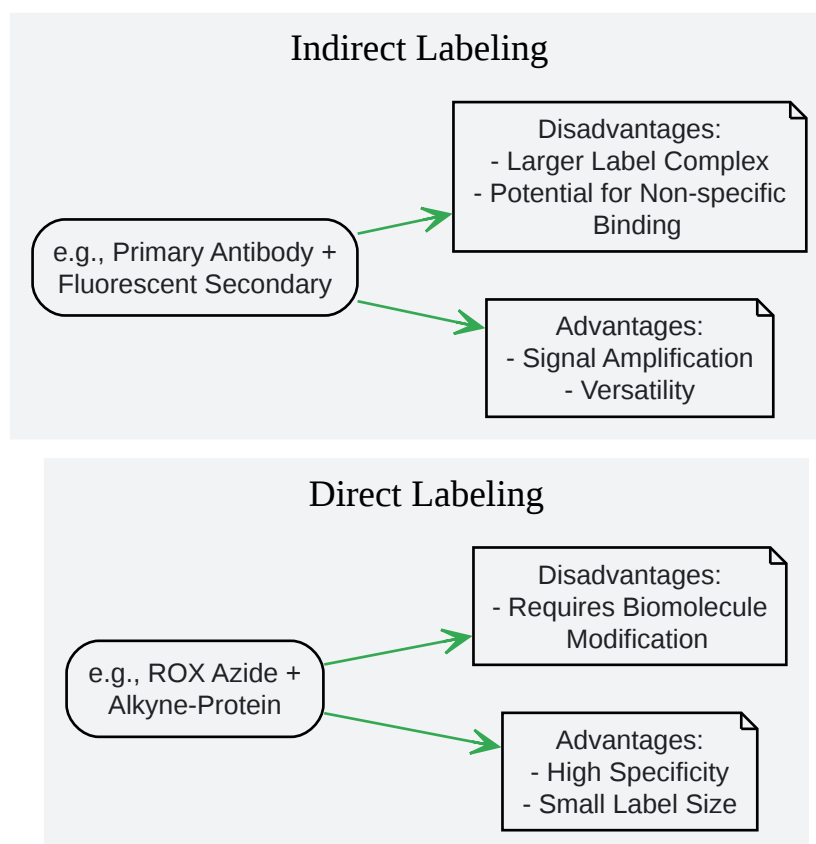 Indirect Labeling
e.g., Primary Antibody +
Fluorescent Secondary
Disadvantages:
- Larger Label Complex
- Potential for Non-specific
Binding
Advantages:
- Signal Amplification
- Versatility
Direct Labeling
e.g., ROX Azide +
Alkyne-Protein
Disadvantages:
- Requires Biomolecule
Modification
Advantages:
- High Specificity
- Small Label Size